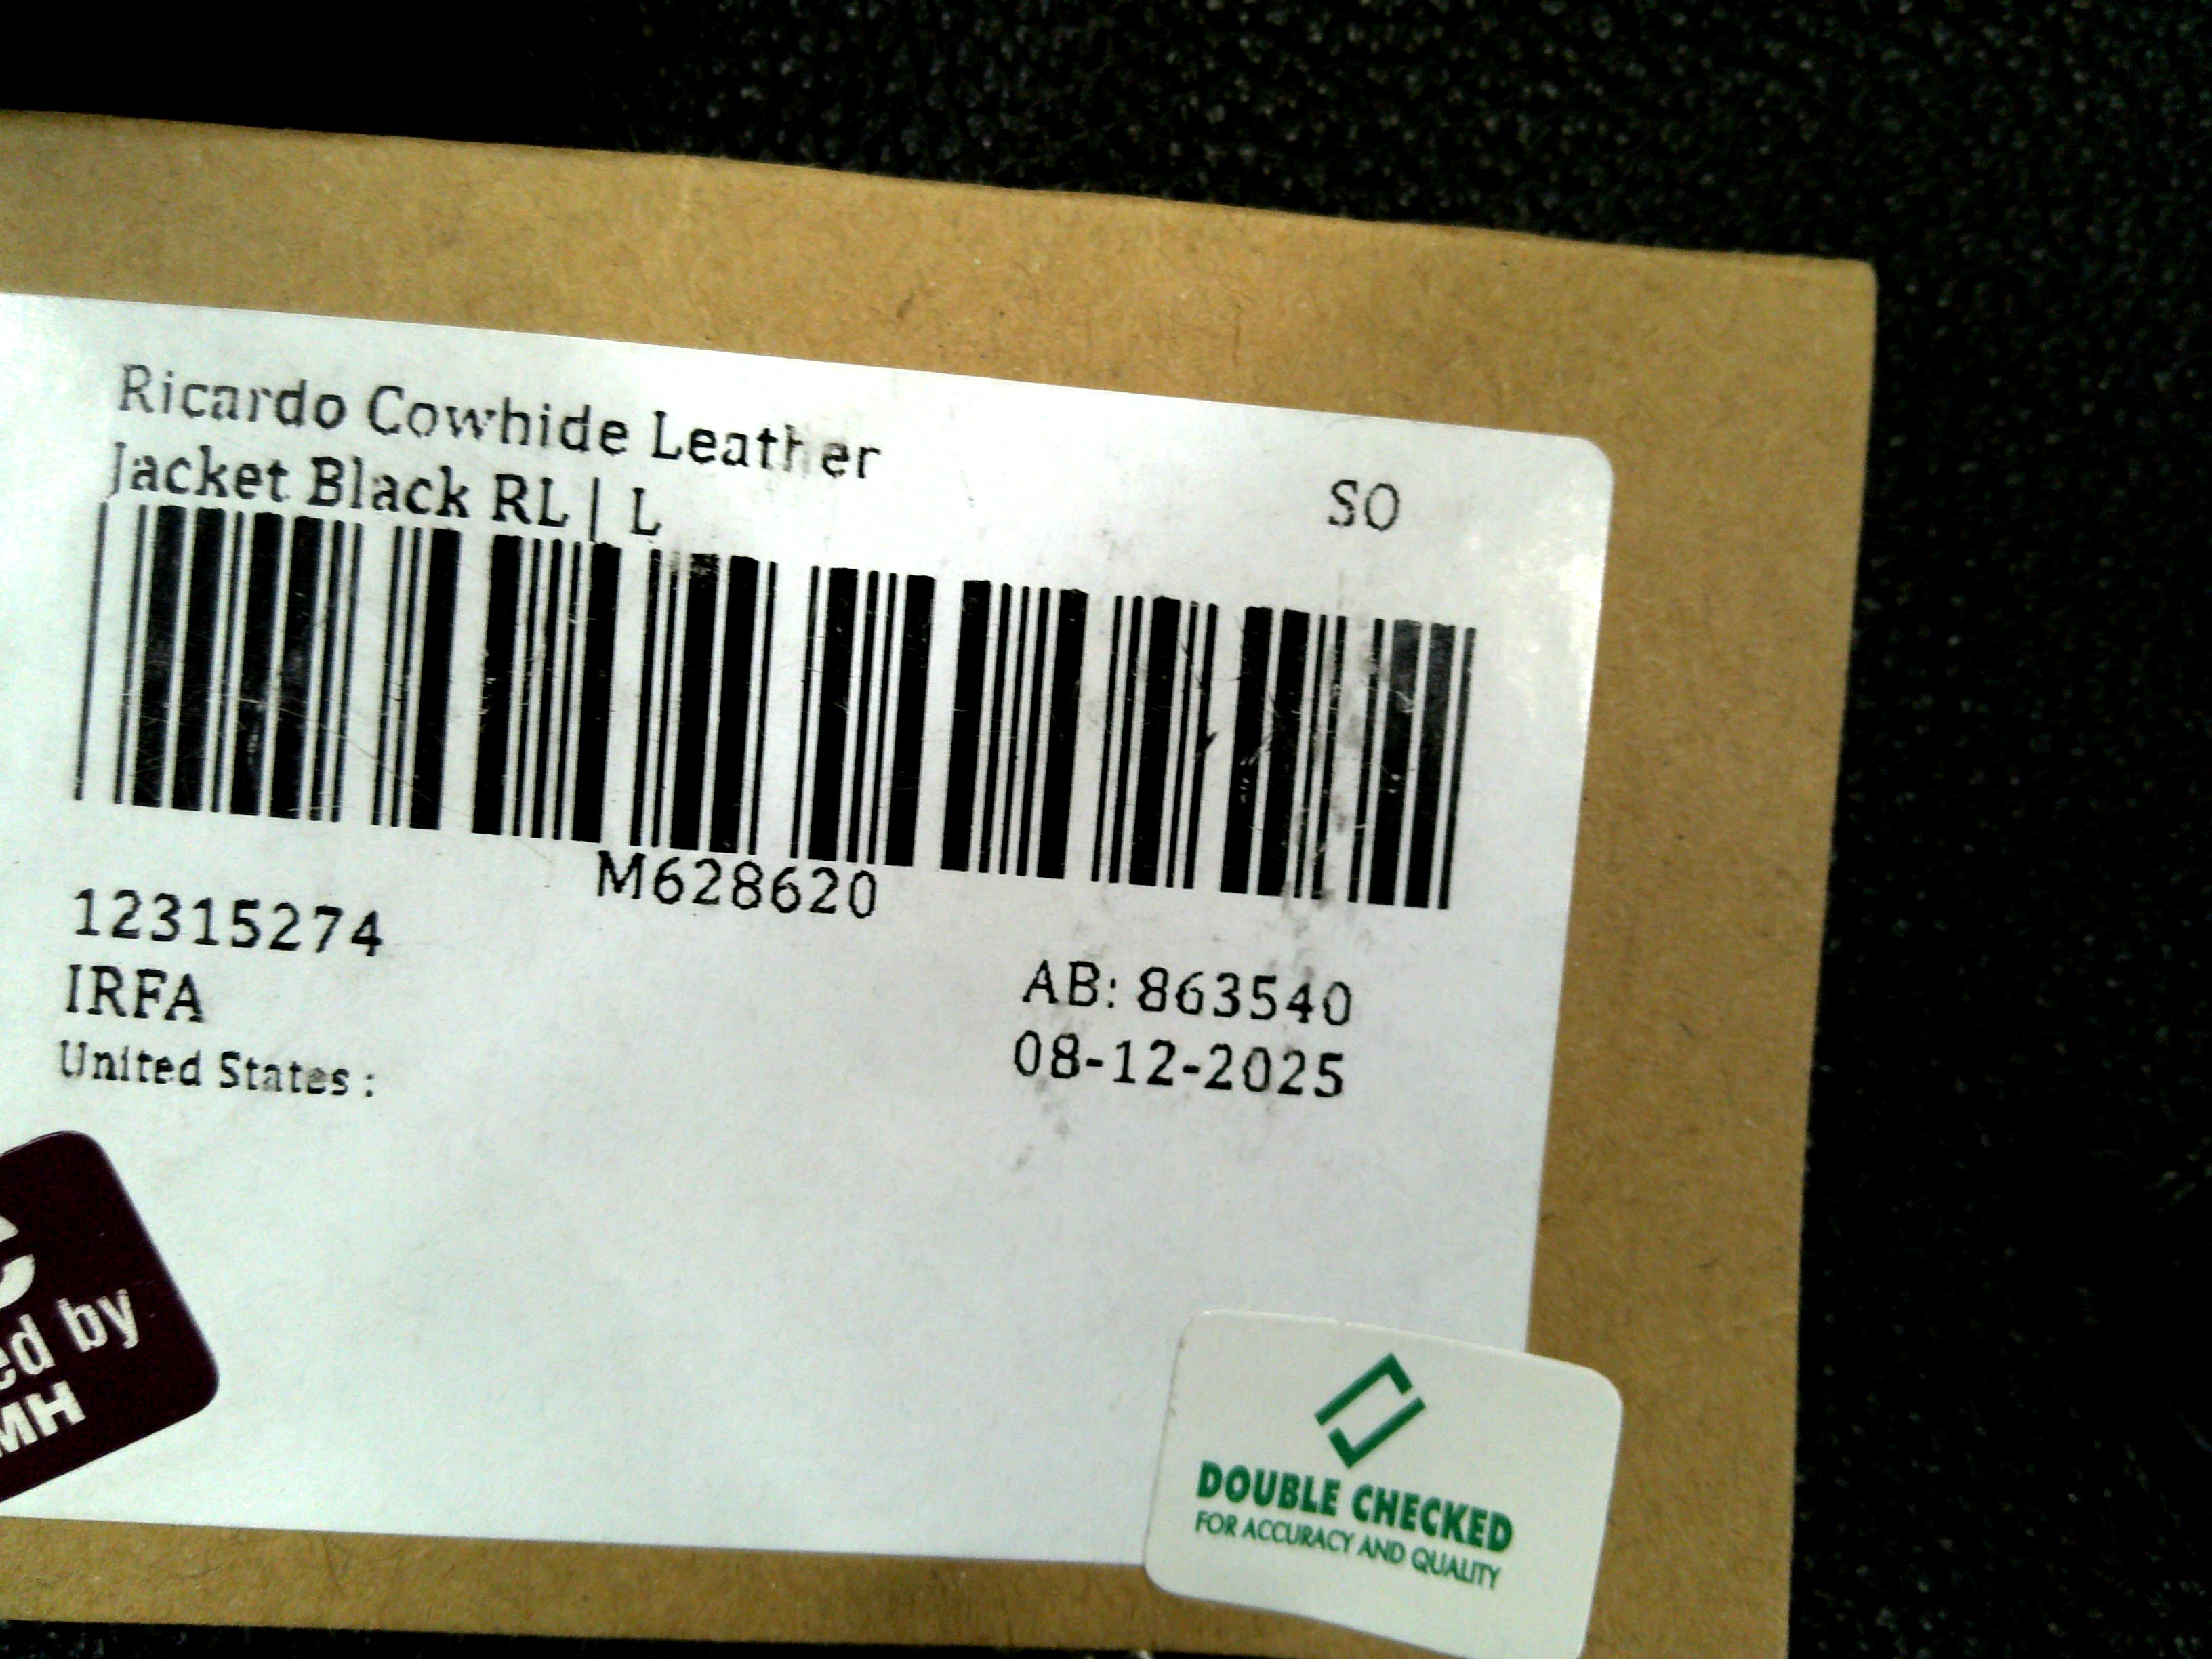 Ricardo Cowhide Leather
Jacket Black RL | L
SO
M628620
12315274
IRFA
United States :
AB: 863540
08-12-2025
by
MH
DOUBLE CHECKED
FOR ACCURACY AND QUALITY